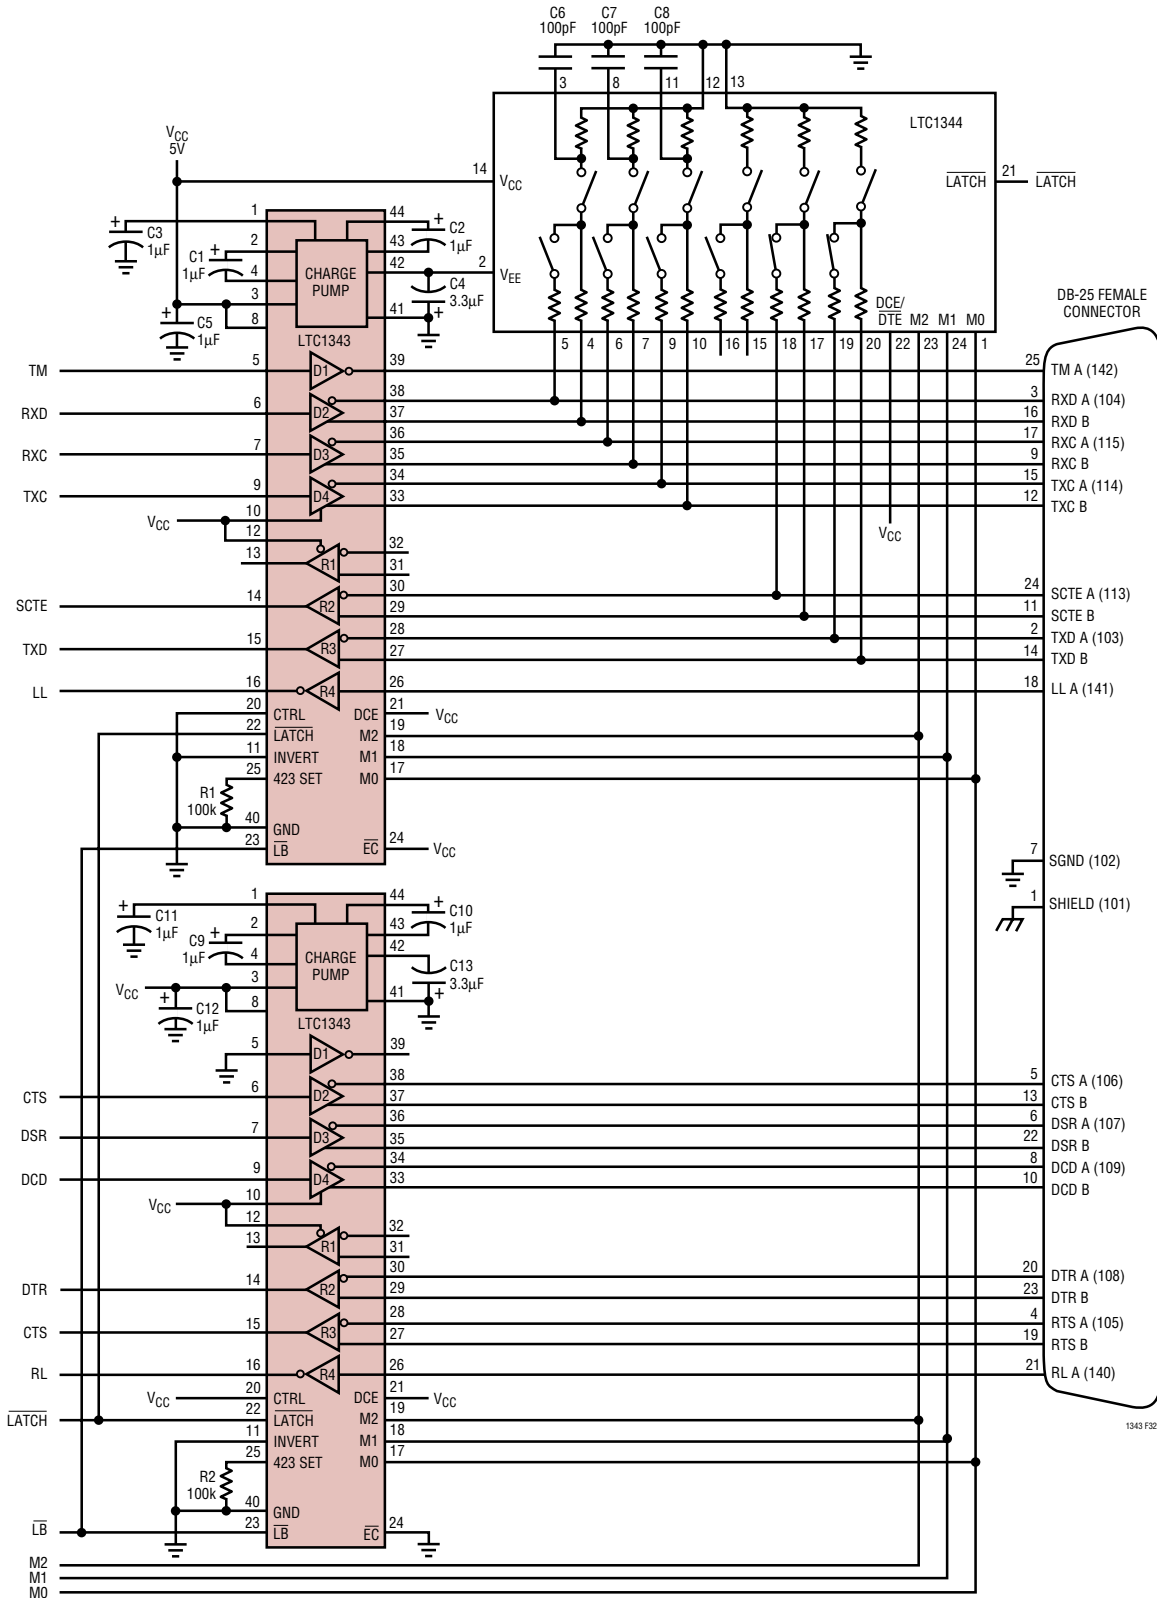 C6
100pF
C7
100pF
C8
100pF
3
8
11
12
13
LTC1344
VCC
5V
14
VCC
LATCH
21
LATCH
1
44
C3
1µF
C2
1µF
2
43
C1
1µF
4
42
2
VEE
CHARGE
PUMP
C4
3.3µF
3
41
8
C5
1µF
LTC1343
DCE/
DTE
M2
M1
M0
5
4
6
7
9
10
16
15
18
17
19
20
22
23
24
1
DB-25 FEMALE
CONNECTOR
TM
5
D1
39
25
TM A (142)
RXD
6
D2
38
3
RXD A (104)
37
16
RXD B
RXC
7
D3
36
17
RXC A (115)
35
9
RXC B
TXC
9
D4
34
15
TXC A (114)
33
12
TXC B
VCC
10
12
VCC
13
R1
32
31
SCTE
14
R2
30
24
SCTE A (113)
29
11
SCTE B
TXD
15
R3
28
2
TXD A (103)
27
14
TXD B
LL
16
R4
26
18
LL A (141)
20
CTRL
DCE
21
VCC
22
LATCH
M2
19
11
INVERT
M1
18
25
423 SET
M0
17
R1
100k
40
GND
23
LB
EC
24
VCC
7
SGND (102)
1
SHIELD (101)
1
44
C11
1µF
C10
1µF
2
43
C9
1µF
4
42
CHARGE
PUMP
C13
3.3µF
VCC
3
41
8
C12
1µF
LTC1343
5
D1
39
CTS
6
D2
38
5
CTS A (106)
37
13
CTS B
DSR
7
D3
36
6
DSR A (107)
35
22
DSR B
DCD
9
D4
34
8
DCD A (109)
33
10
DCD B
VCC
10
12
13
R1
32
31
DTR
14
R2
30
20
DTR A (108)
29
23
DTR B
CTS
15
R3
28
4
RTS A (105)
27
19
RTS B
RL
16
R4
26
21
RL A (140)
VCC
20
CTRL
DCE
21
VCC
LATCH
22
LATCH
M2
19
11
INVERT
M1
18
25
423 SET
M0
17
R2
100k
40
GND
LB
23
LB
EC
24
M2
M1
M0
1343 F32